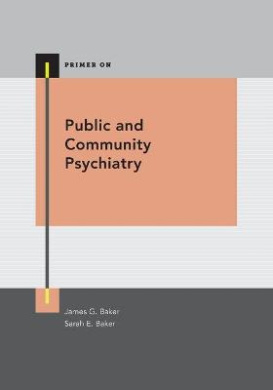 PRIMER ON
Public and
Community
Psychiatry
James G. Baker
Sarah E. Baker